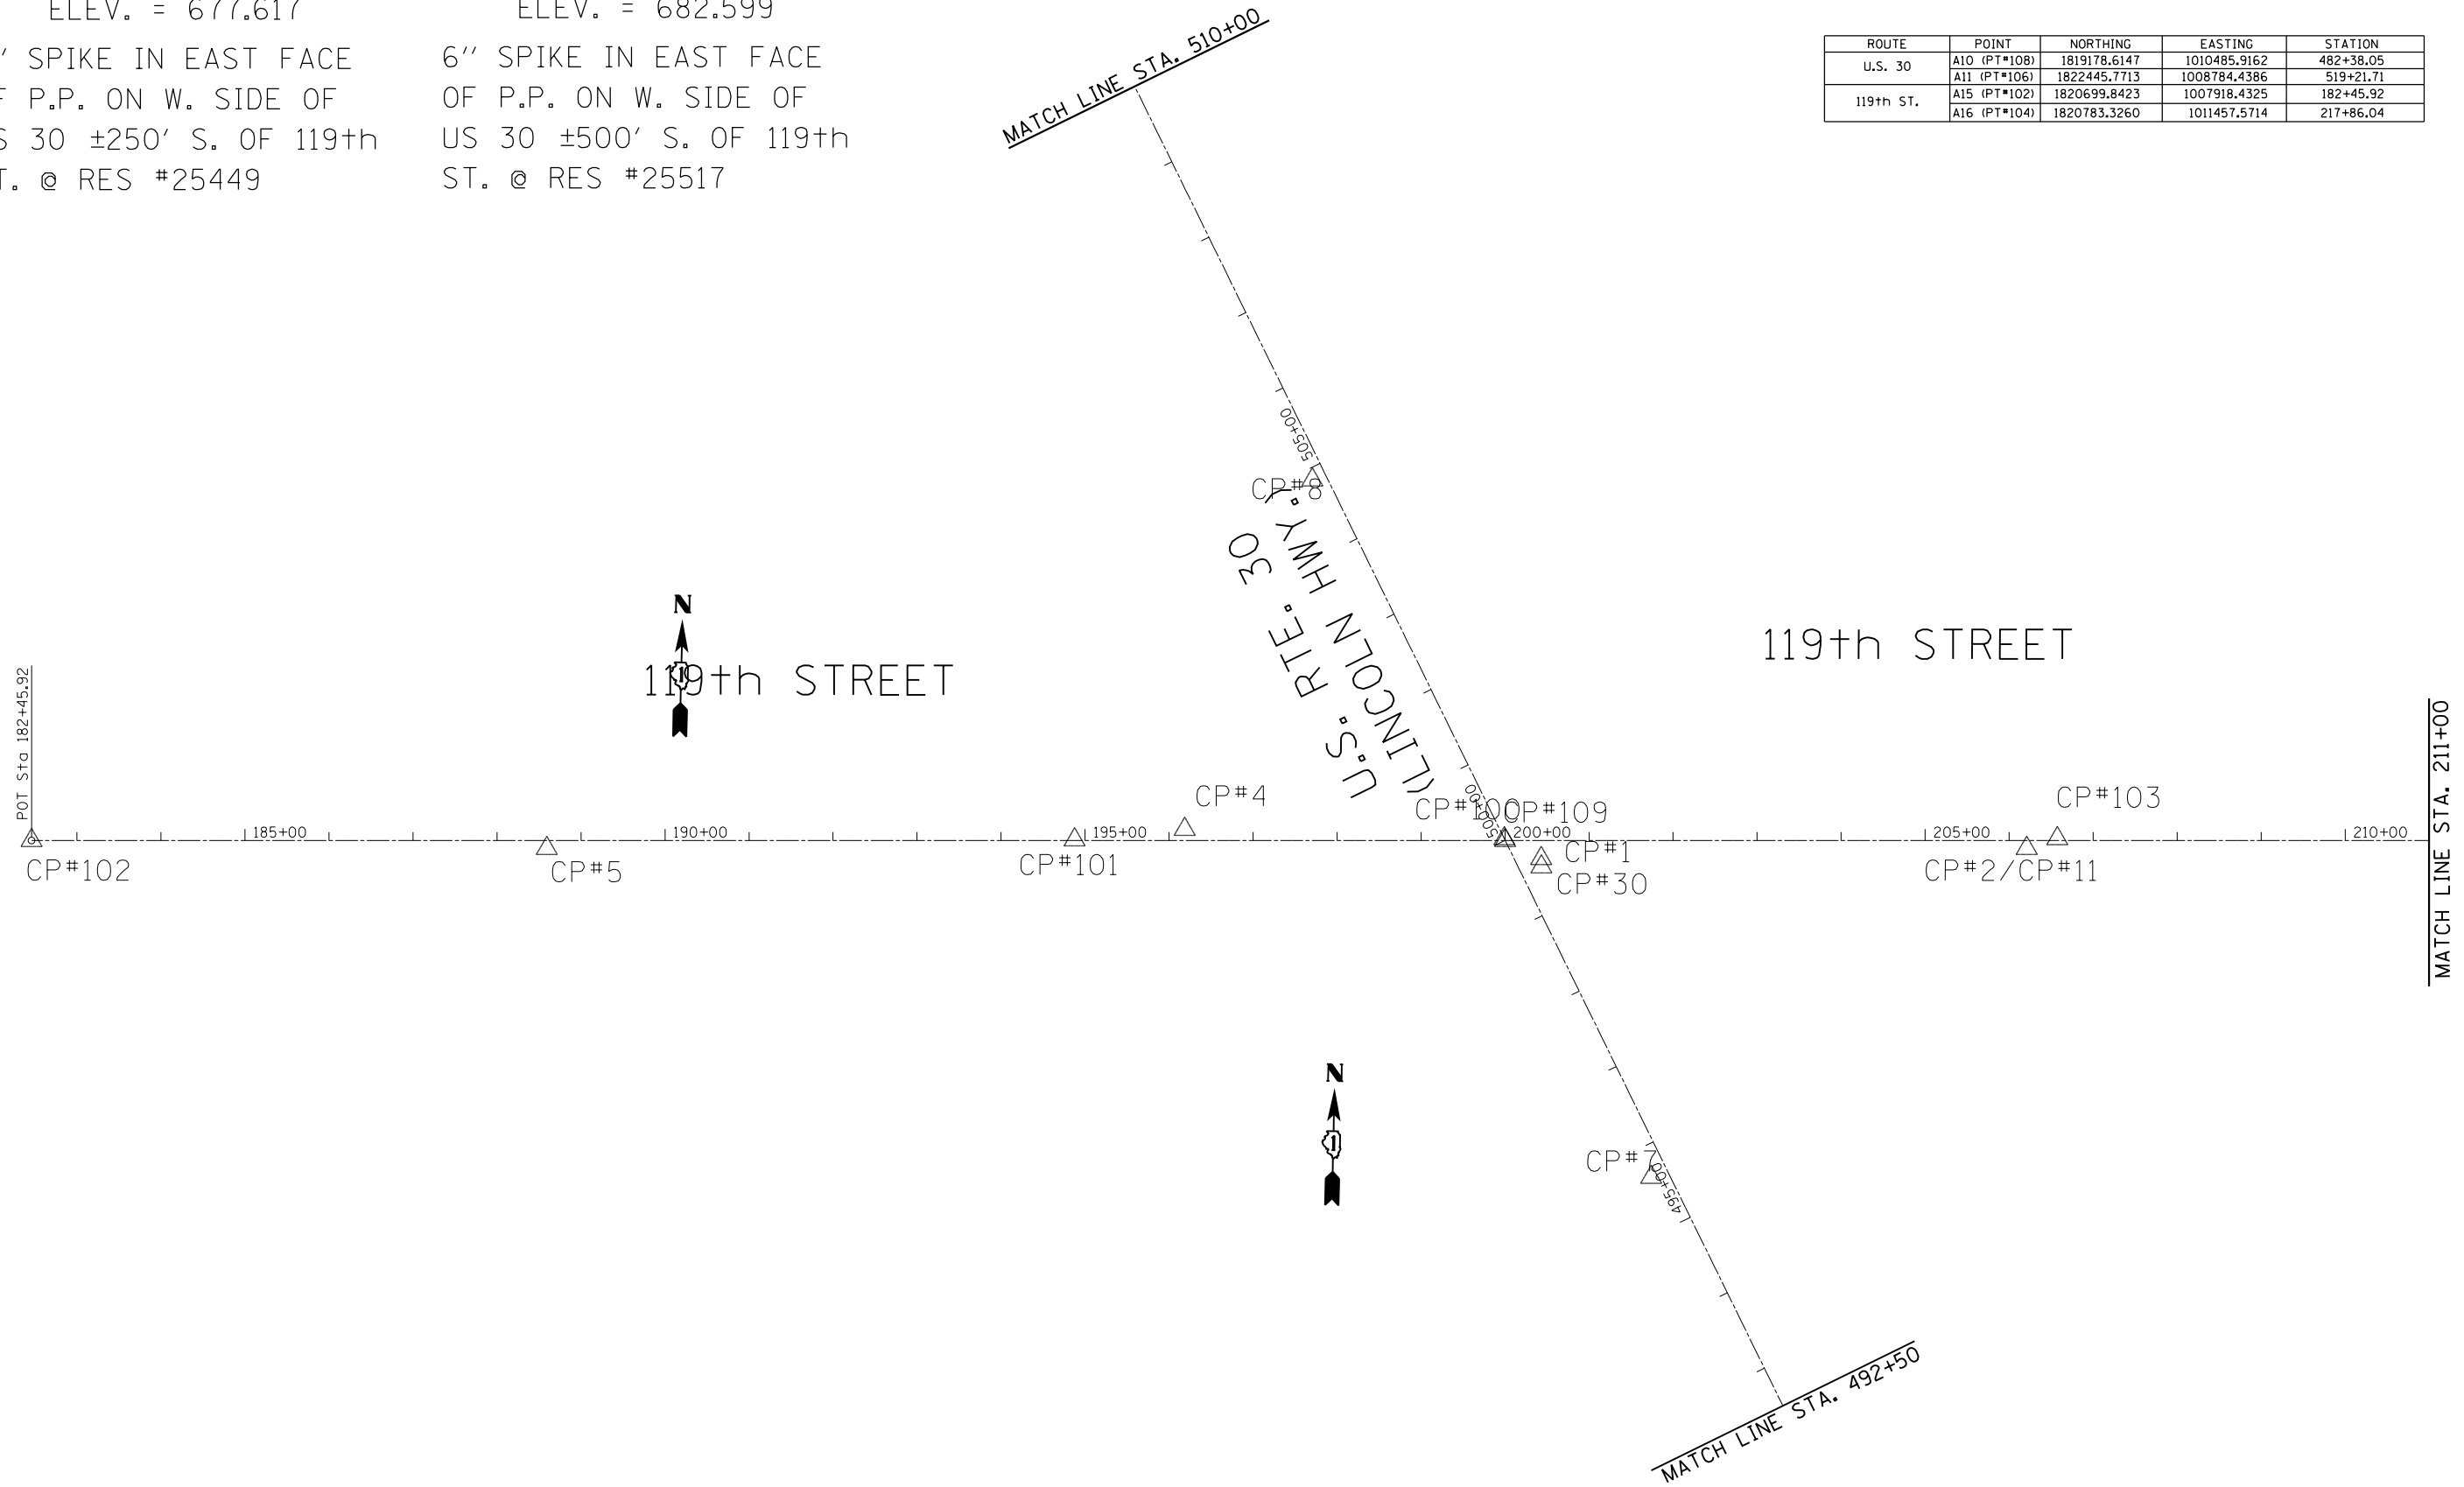 ELEV. = 677.617
'' SPIKE IN EAST FACE
F P.P. ON W. SIDE OF
S 30 ±250' S. OF 119th
T. @ RES #25449
ELEV. = 682.599
6'' SPIKE IN EAST FACE
OF P.P. ON W. SIDE OF
US 30 ±500' S. OF 119th
ST. @ RES #25517
MATCH LINE STA. 510+00
ROUTE POINT NORTHING EASTING STATION
U.S. 30
A10 (PT#108) 1819178.6147 1010485.9162 482+38.05
A11 (PT#106) 1822445.7713 1008784.4386 519+21.71
119th ST.
A15 (PT#102) 1820699.8423 1007918.4325 182+45.92
A16 (PT#104) 1820783.3260 1011457.5714 217+86.04
505+00
CP#8
U.S. RTE. 30
(LINCOLN HWY.)
N
1
119th STREET
119th STREET
POT Sta 182+45.92
CP#102
185+00
CP#5
190+00
CP#101
195+00
CP#4
CP#100
CP#109
500+00
200+00
CP#1
CP#30
205+00
CP#2/CP#11
CP#103
210+00
MATCH LINE STA. 211+00
N
1
CP#7
495+00
MATCH LINE STA. 492+50